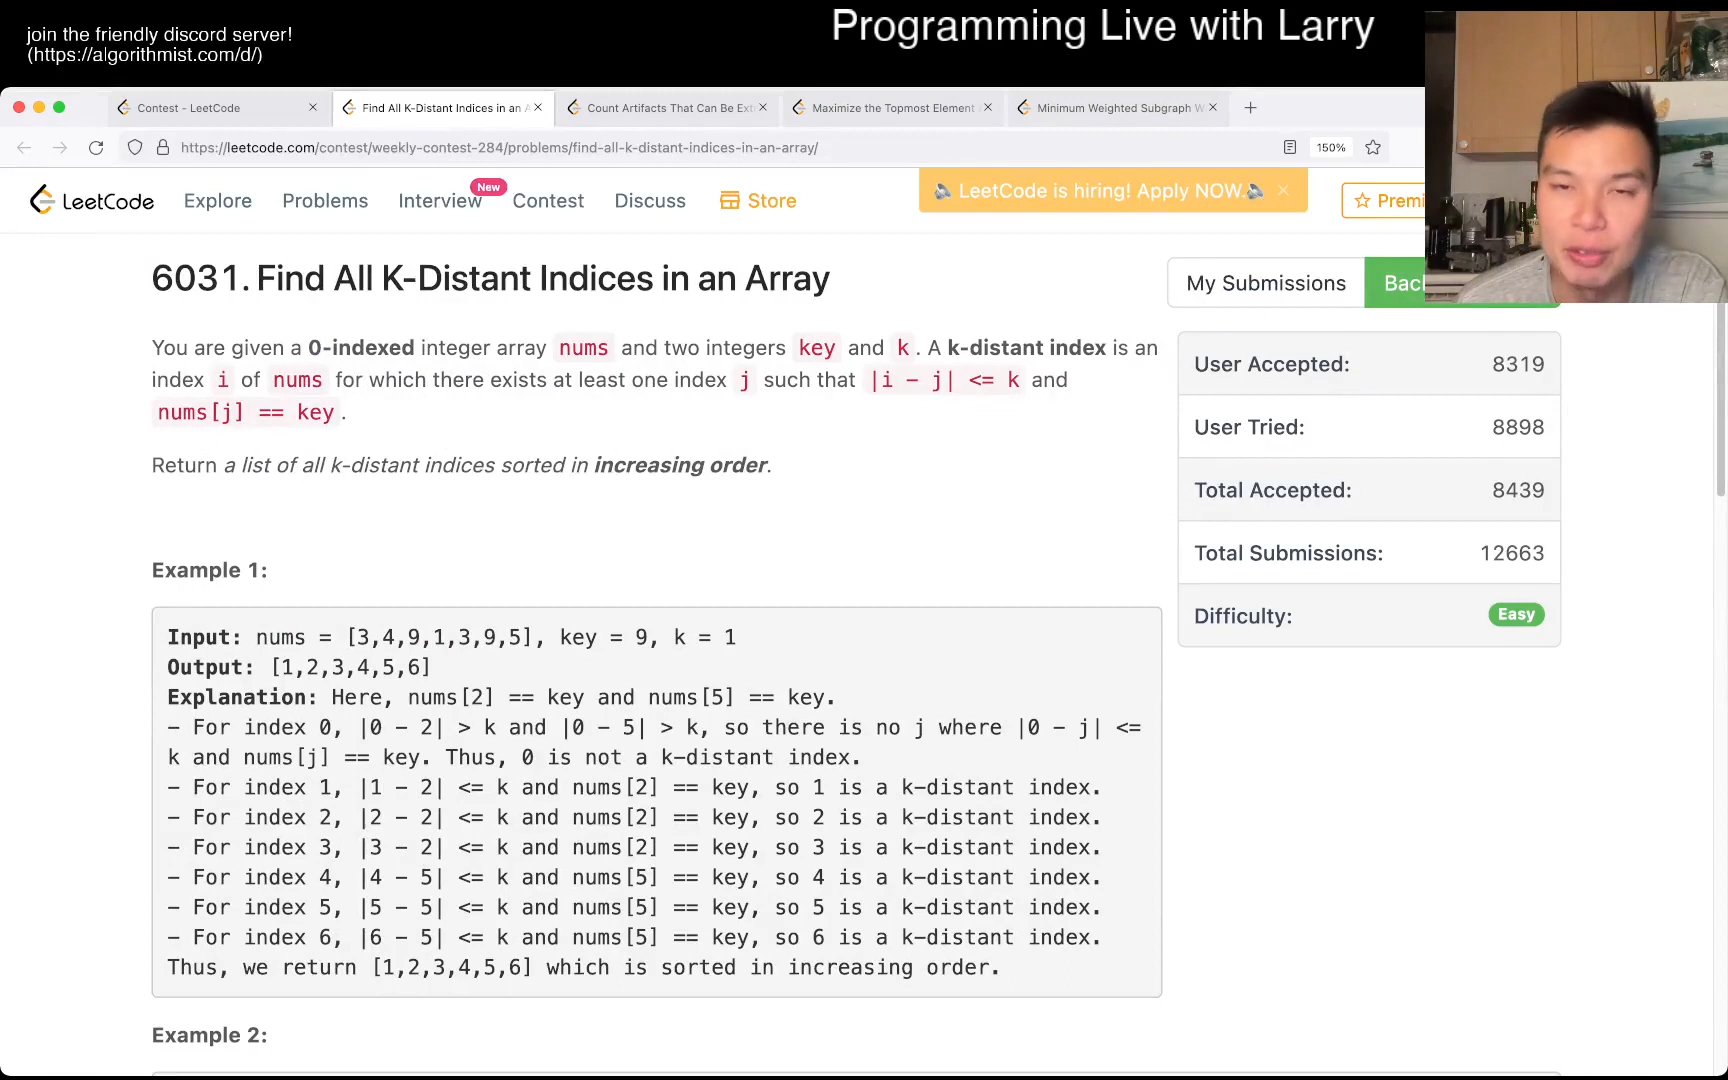 join the friendly discord server!
(https://algorithmist.com/d/)
Programming Live with Larry
Contest - LeetCode
Find All K-Distant Indices in an A
Count Artifacts That Can Be Ext
Maximize the Topmost Element
Minimum Weighted Subgraph W
https://leetcode.com/contest/weekly-contest-284/problems/find-all-k-distant-indices-in-an-array/
150%
LeetCode
Explore
Problems
Interview
New
Contest
Discuss
Store
LeetCode is hiring! Apply NOW.
Premi
6031. Find All K-Distant Indices in an Array
My Submissions
Bac
You are given a 0-indexed integer array nums and two integers key and k. A k-distant index is an
index i of nums for which there exists at least one index j such that |i - j| <= k and
nums[j] == key.
Return a list of all k-distant indices sorted in increasing order.
User Accepted: 8319
User Tried: 8898
Total Accepted: 8439
Total Submissions: 12663
Difficulty: Easy
Example 1:
Input: nums = [3,4,9,1,3,9,5], key = 9, k = 1
Output: [1,2,3,4,5,6]
Explanation: Here, nums[2] == key and nums[5] == key.
- For index 0, |0 - 2| > k and |0 - 5| > k, so there is no j where |0 - j| <=
k and nums[j] == key. Thus, 0 is not a k-distant index.
- For index 1, |1 - 2| <= k and nums[2] == key, so 1 is a k-distant index.
- For index 2, |2 - 2| <= k and nums[2] == key, so 2 is a k-distant index.
- For index 3, |3 - 2| <= k and nums[2] == key, so 3 is a k-distant index.
- For index 4, |4 - 5| <= k and nums[5] == key, so 4 is a k-distant index.
- For index 5, |5 - 5| <= k and nums[5] == key, so 5 is a k-distant index.
- For index 6, |6 - 5| <= k and nums[5] == key, so 6 is a k-distant index.
Thus, we return [1,2,3,4,5,6] which is sorted in increasing order.
Example 2: